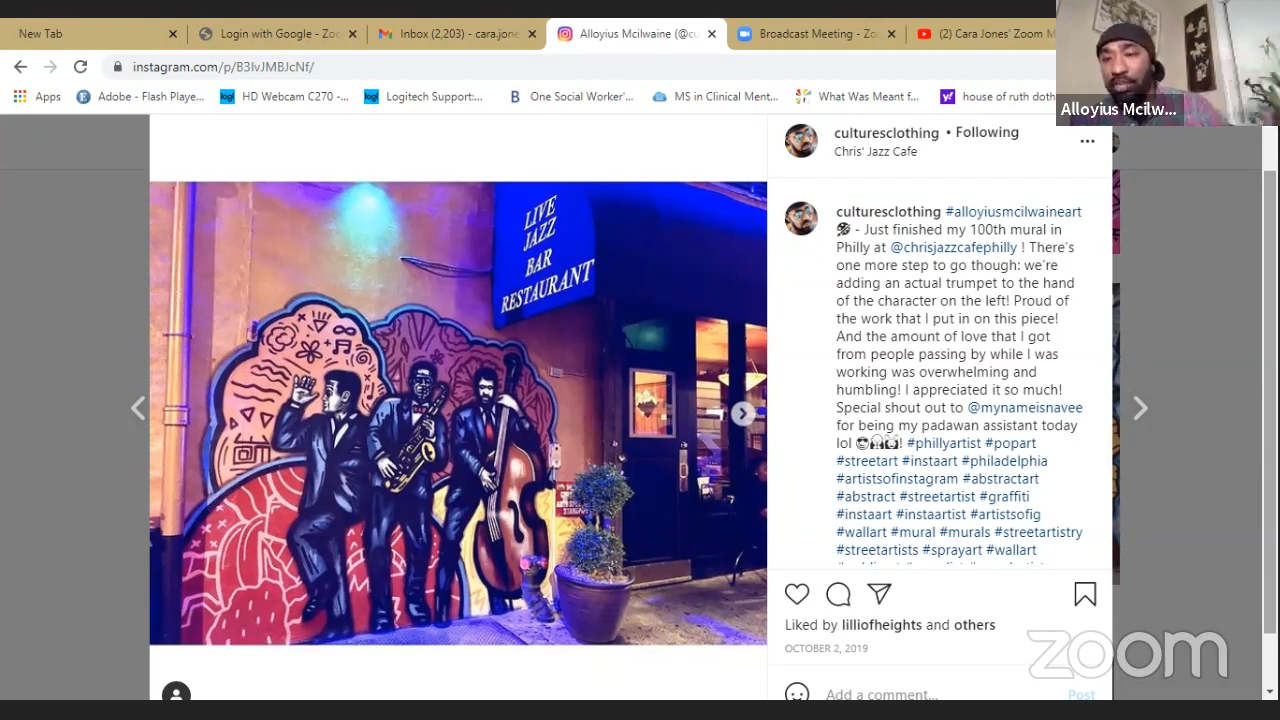 New Tab
Login with Google - Zoo
Inbox (2,203) - cara.jone
Alloyius Mcilwaine (@cu
Broadcast Meeting - Zo
(2) Cara Jones' Zoom M
instagram.com/p/B3IvJMBJcNf/
Apps
Adobe - Flash Playe...
HD Webcam C270 -...
Logitech Support:...
One Social Worker'...
MS in Clinical Ment...
What Was Meant f...
house of ruth doth
Alloyius Mcilw...
culturesclothing • Following
Chris' Jazz Cafe
LIVE
JAZZ
BAR
RESTAURANT
culturesclothing #alloyiusmcilwaineart
- Just finished my 100th mural in
Philly at @chrisjazzcafephilly ! There's
one more step to go though: we're
adding an actual trumpet to the hand
of the character on the left! Proud of
the work that I put in on this piece!
And the amount of love that I got
from people passing by while I was
working was overwhelming and
humbling! I appreciated it so much!
Special shout out to @mynameisnavee
for being my padawan assistant today
lol 😎🙌🙌! #phillyartist #popart
#streetart #instaart #philadelphia
#artistsofinstagram #abstractart
#abstract #streetartist #graffiti
#instaart #instaartist #artistsofig
#wallart #mural #murals #streetartistry
#streetartists #sprayart #wallart
Liked by lilliofheights and others
OCTOBER 2, 2019
Add a comment...
Post
zoom